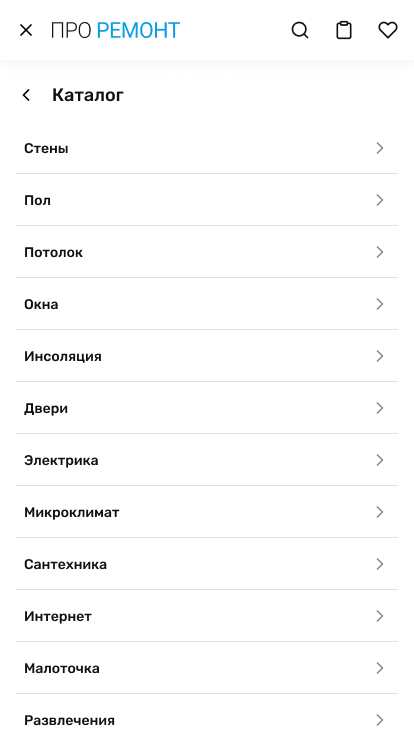 ПРО РЕМОНТ
Каталог
Стены
Пол
Потолок
Окна
Инсоляция
Двери
Электрика
Микроклимат
Сантехника
Интернет
Малоточка
Развлечения